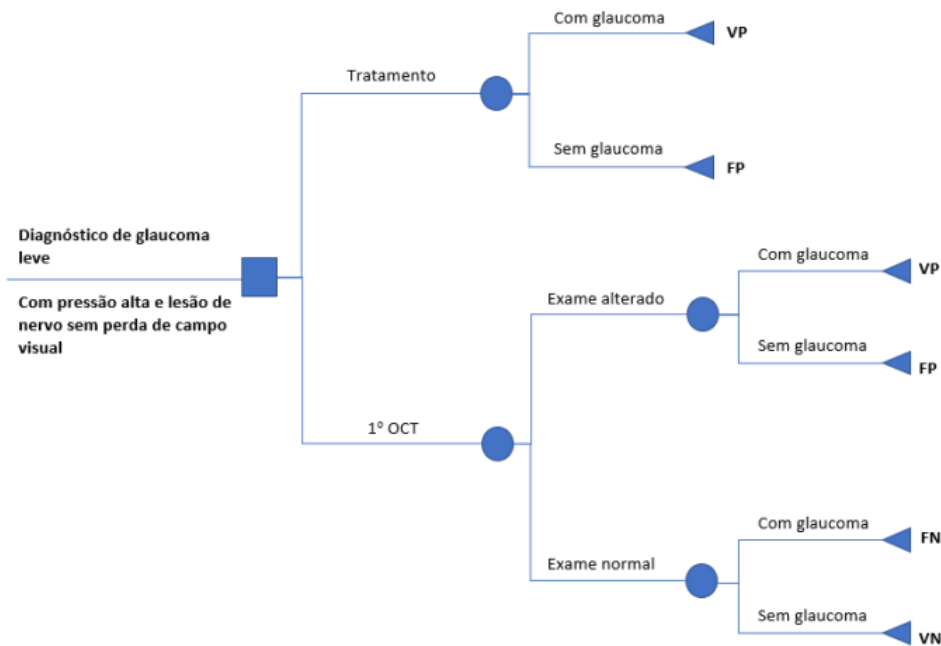 Com glaucoma
VP
Tratamento
Sem glaucoma
FP
Diagnóstico de glaucoma
leve
Com pressão alta e lesão de
nervo sem perda de campo
visual
Com glaucoma
VP
Exame alterado
Sem glaucoma
FP
1º OCT
Com glaucoma
FN
Exame normal
Sem glaucoma
VN